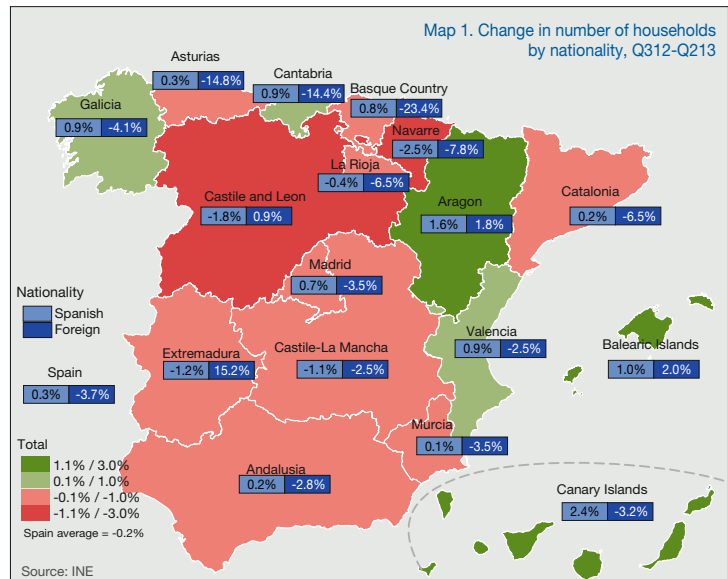 Map 1. Change in number of households
by nationality, Q312-Q213
Asturias
0.3% -14.8%
Cantabria
0.9% -14.4%
Basque Country
0.8% -23.4%
Galicia
0.9% -4.1%
Navarre
-2.5% -7.8%
La Rioja
-0.4% -6.5%
Castile and Leon
-1.8% 0.9%
Aragon
1.6% 1.8%
Catalonia
0.2% -6.5%
Madrid
0.7% -3.5%
Nationality
Spanish
Foreign
Valencia
0.9% -2.5%
Balearic Islands
1.0% 2.0%
Extremadura
-1.2% 15.2%
Castile-La Mancha
-1.1% -2.5%
Spain
0.3% -3.7%
Murcia
0.1% -3.5%
Total
1.1% / 3.0%
0.1% / 1.0%
-0.1% / -1.0%
-1.1% / -3.0%
Spain average = -0.2%
Andalusia
0.2% -2.8%
Canary Islands
2.4% -3.2%
Source: INE